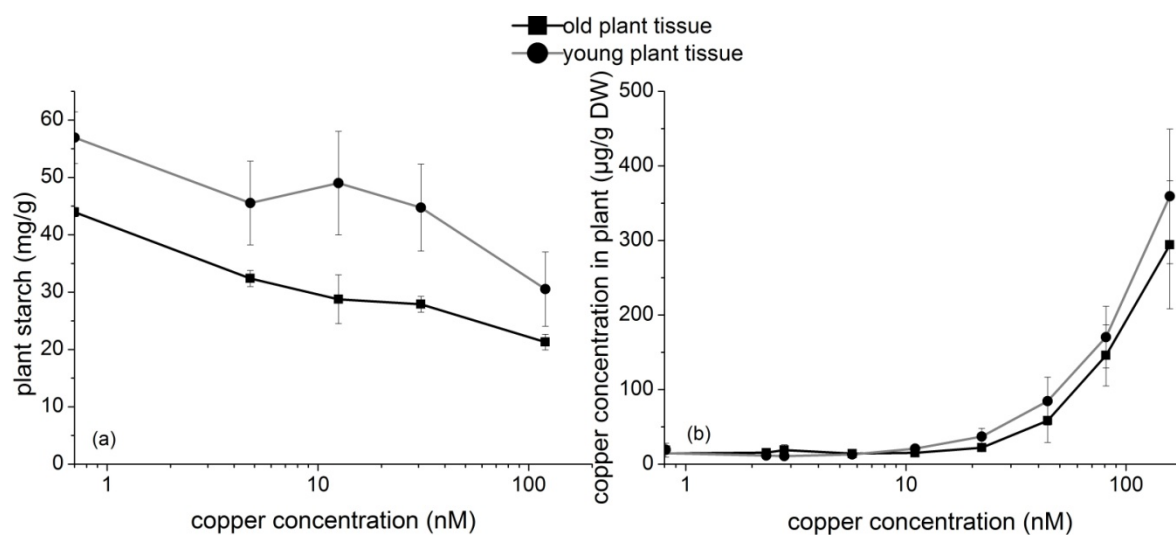 old plant tissue
young plant tissue
plant starch (mg/g)
60
50
40
30
20
10
0
(a)
1
10
100
copper concentration (nM)
copper concentration in plant (µg/g DW)
500
400
300
200
100
0
(b)
1
10
100
copper concentration (nM)